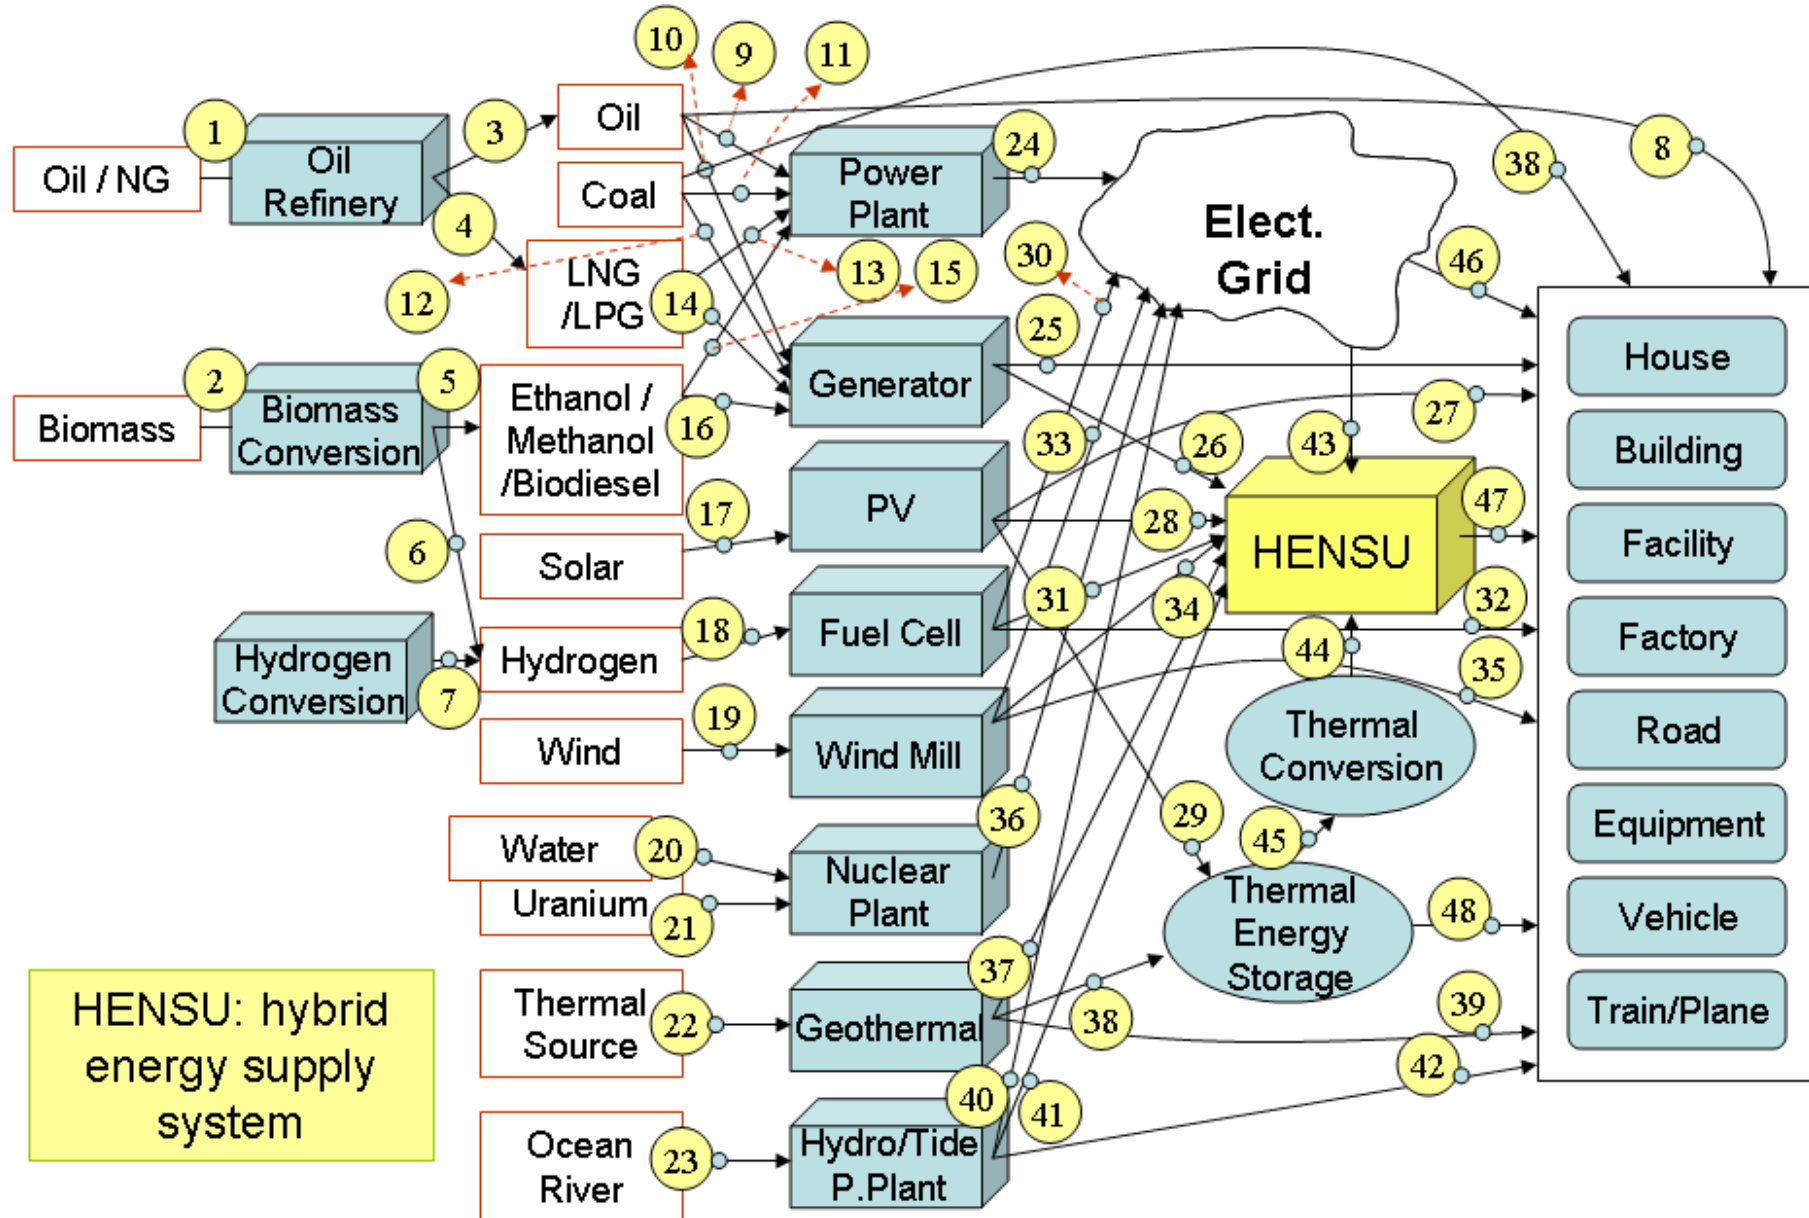 10
9
11
1
3
Oil
24
38
8
Oil / NG
Oil
Refinery
Coal
Power
Plant
Elect.
Grid
4
12
LNG
/LPG
14
13
15
30
46
25
House
2
5
Biomass
Biomass
Conversion
Ethanol /
Methanol
/Biodiesel
16
Generator
33
26
43
27
Building
6
17
Solar
PV
28
HENSU
47
Facility
Hydrogen
Conversion
7
Hydrogen
18
Fuel Cell
31
34
32
Factory
44
35
Wind
19
Wind Mill
Thermal
Conversion
Road
Water
20
Uranium
21
Nuclear
Plant
36
29
45
Equipment
Thermal
Energy
Storage
48
Vehicle
HENSU: hybrid
energy supply
system
Thermal
Source
22
Geothermal
37
38
39
Train/Plane
Ocean
River
23
Hydro/Tide
P.Plant
40
41
42